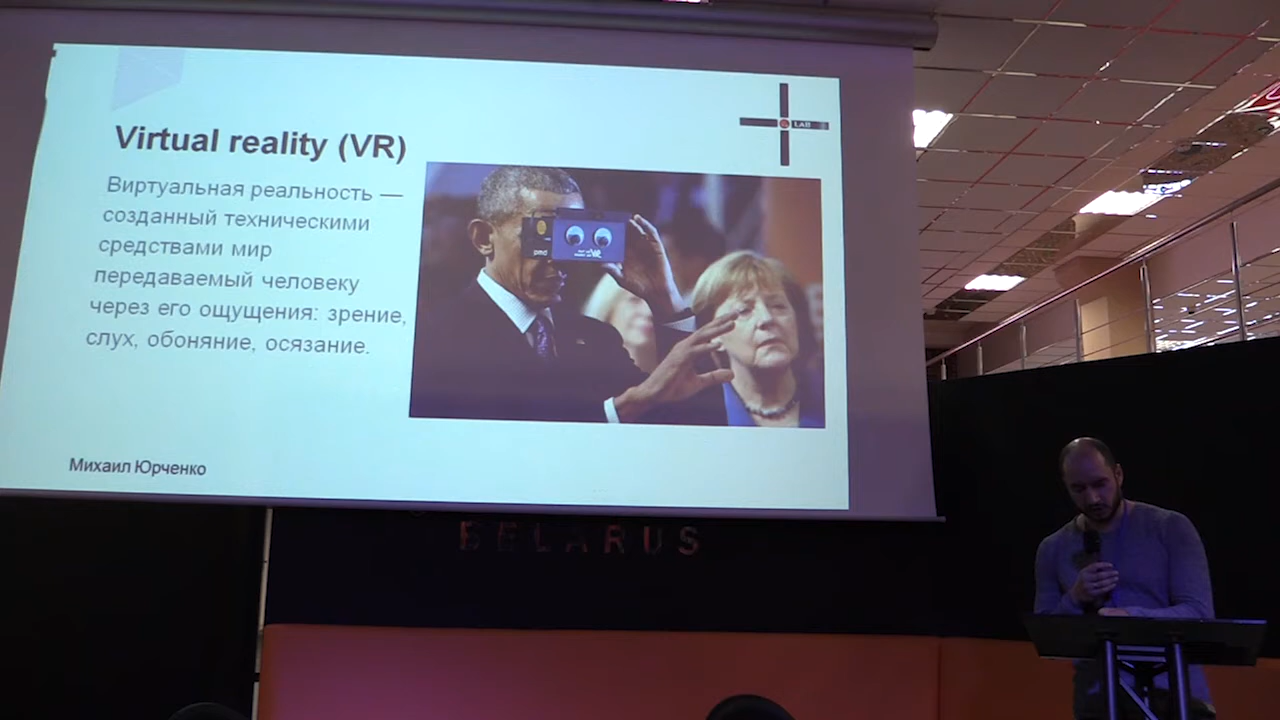 Virtual reality (VR)
Виртуальная реальность —
созданный техническими
средствами мир
передаваемый человеку
через его ощущения: зрение,
слух, обоняние, осязание.
LAB
Михаил Юрченко
BELARUS